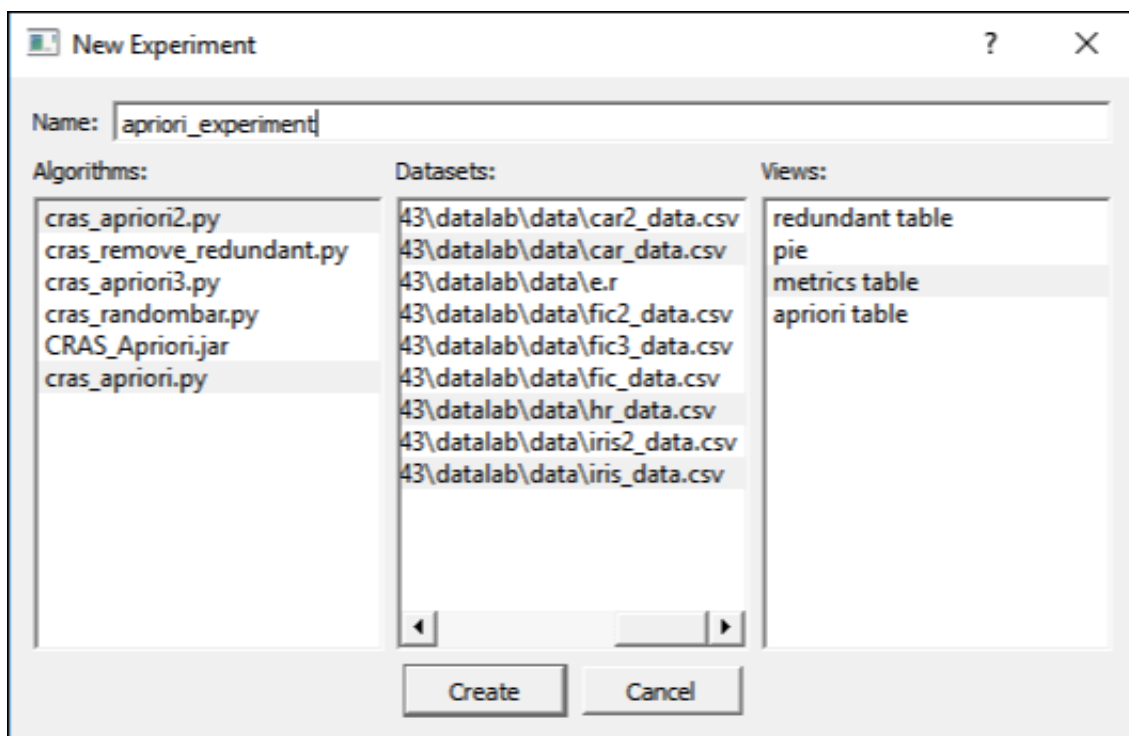 New Experiment
?
Name: apriori_experiment
Algorithms:
cras_apriori2.py
cras_remove_redundant.py
cras_apriori3.py
cras_randombar.py
CRAS_Apriori.jar
cras_apriori.py
Datasets:
43\datalab\data\car2_data.csv
43\datalab\data\car_data.csv
43\datalab\data\e.r
43\datalab\data\fic2_data.csv
43\datalab\data\fic3_data.csv
43\datalab\data\fic_data.csv
43\datalab\data\hr_data.csv
43\datalab\data\iris2_data.csv
43\datalab\data\iris_data.csv
Views:
redundant table
pie
metrics table
apriori table
Create
Cancel